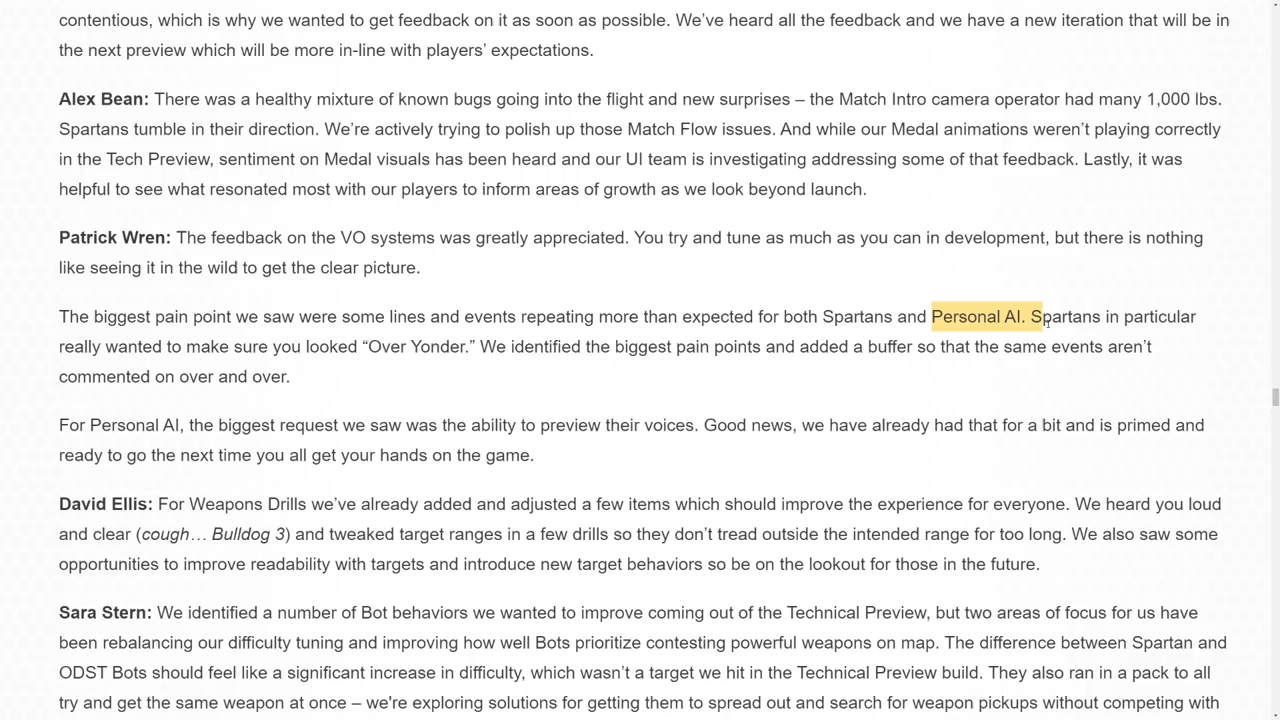 contentious, which is why we wanted to get feedback on it as soon as possible. We’ve heard all the feedback and we have a new iteration that will be in
the next preview which will be more in-line with players’ expectations.
Alex Bean: There was a healthy mixture of known bugs going into the flight and new surprises – the Match Intro camera operator had many 1,000 lbs.
Spartans tumble in their direction. We’re actively trying to polish up those Match Flow issues. And while our Medal animations weren’t playing correctly
in the Tech Preview, sentiment on Medal visuals has been heard and our UI team is investigating addressing some of that feedback. Lastly, it was
helpful to see what resonated most with our players to inform areas of growth as we look beyond launch.
Patrick Wren: The feedback on the VO systems was greatly appreciated. You try and tune as much as you can in development, but there is nothing
like seeing it in the wild to get the clear picture.
The biggest pain point we saw were some lines and events repeating more than expected for both Spartans and Personal AI. Spartans in particular
really wanted to make sure you looked “Over Yonder.” We identified the biggest pain points and added a buffer so that the same events aren’t
commented on over and over.
For Personal AI, the biggest request we saw was the ability to preview their voices. Good news, we have already had that for a bit and is primed and
ready to go the next time you all get your hands on the game.
David Ellis: For Weapons Drills we’ve already added and adjusted a few items which should improve the experience for everyone. We heard you loud
and clear (cough… Bulldog 3) and tweaked target ranges in a few drills so they don’t tread outside the intended range for too long. We also saw some
opportunities to improve readability with targets and introduce new target behaviors so be on the lookout for those in the future.
Sara Stern: We identified a number of Bot behaviors we wanted to improve coming out of the Technical Preview, but two areas of focus for us have
been rebalancing our difficulty tuning and improving how well Bots prioritize contesting powerful weapons on map. The difference between Spartan and
ODST Bots should feel like a significant increase in difficulty, which wasn’t a target we hit in the Technical Preview build. They also ran in a pack to all
try and get the same weapon at once – we're exploring solutions for getting them to spread out and search for weapon pickups without competing with